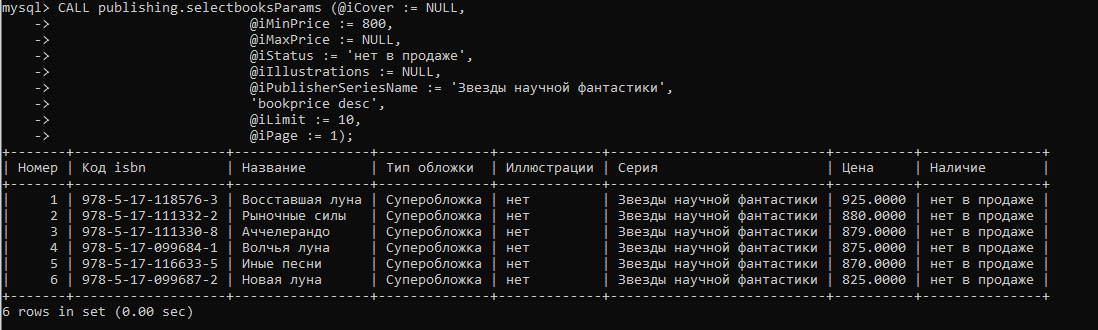 mysql> CALL publishing.selectbooksParams (@iCover := NULL,
    ->                         @iMinPrice := 800,
    ->                         @iMaxPrice := NULL,
    ->                         @iStatus := 'нет в продаже',
    ->                         @iIllustrations := NULL,
    ->                         @iPublisherSeriesName := 'Звезды научной фантастики',
    ->                         'bookprice desc',
    ->                         @iLimit := 10,
    ->                         @iPage := 1);
+-------+-------------------+-----------------+--------------+-------------+---------------------------+----------+---------------+
| Номер | Код isbn          | Название        | Тип обложки  | Иллюстрации | Серия                     | Цена     | Наличие       |
+-------+-------------------+-----------------+--------------+-------------+---------------------------+----------+---------------+
|     1 | 978-5-17-118576-3 | Восставшая луна | Суперобложка | нет         | Звезды научной фантастики | 925.0000 | нет в продаже |
|     2 | 978-5-17-111332-2 | Рыночные силы   | Суперобложка | нет         | Звезды научной фантастики | 880.0000 | нет в продаже |
|     3 | 978-5-17-111330-8 | Аччелерандо     | Суперобложка | нет         | Звезды научной фантастики | 879.0000 | нет в продаже |
|     4 | 978-5-17-099684-1 | Волчья луна     | Суперобложка | нет         | Звезды научной фантастики | 875.0000 | нет в продаже |
|     5 | 978-5-17-116633-5 | Иные песни      | Суперобложка | нет         | Звезды научной фантастики | 870.0000 | нет в продаже |
|     6 | 978-5-17-099687-2 | Новая луна      | Суперобложка | нет         | Звезды научной фантастики | 825.0000 | нет в продаже |
+-------+-------------------+-----------------+--------------+-------------+---------------------------+----------+---------------+
6 rows in set (0.00 sec)